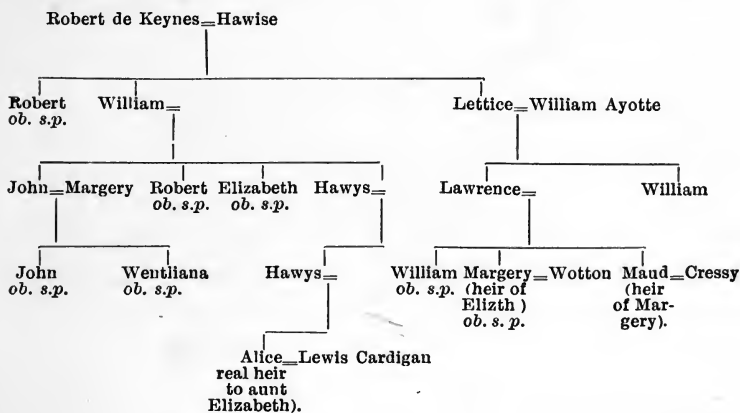 Robert de Keynes=Hawise
Robert William= Lettice=William Ayotte
ob. s.p.
John=Margery Robert Elizabeth Hawys= Lawrence= William
ob. s.p. ob. s.p.
John Wentliana Hawys= William Margery=Wotton Maud=Cressy
ob. s.p. ob. s.p. ob. s.p. (heir of (heir
Elizth ) of Mar-
ob. s. p. gery).
Alice=Lewis Cardigan
real heir
to aunt
Elizabeth).